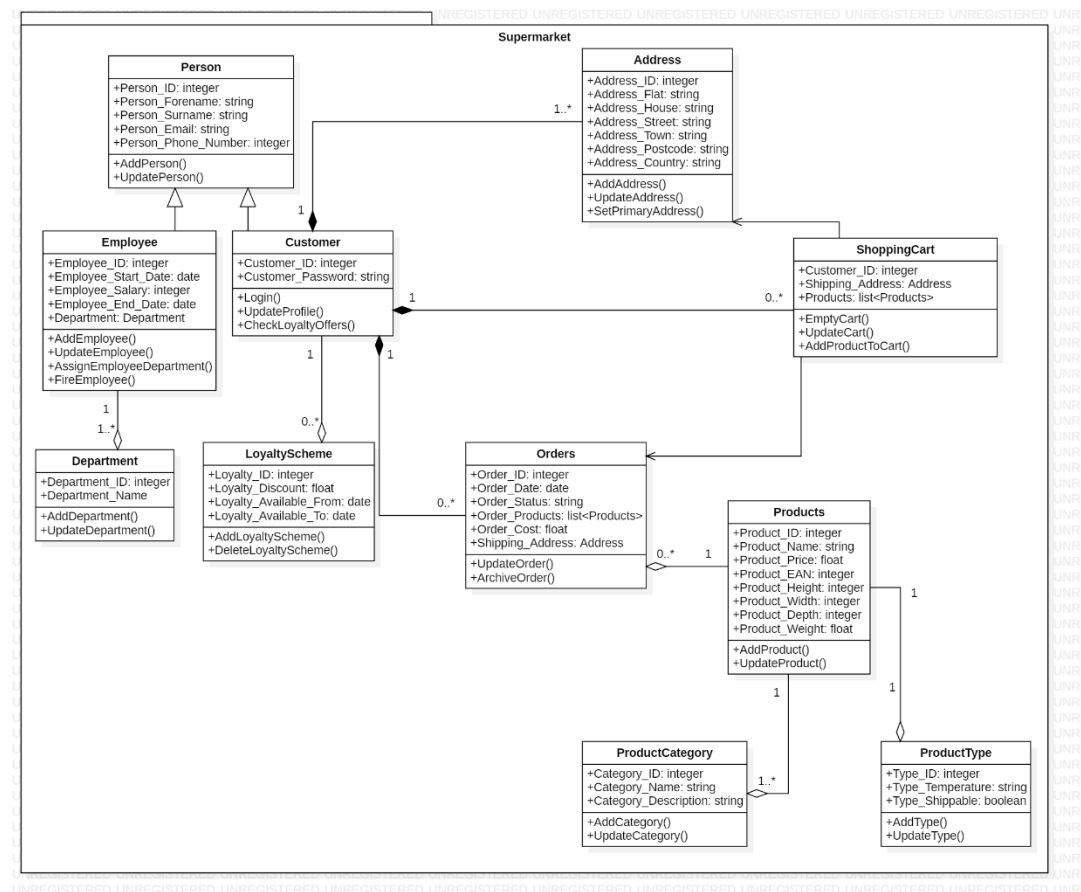 UNREGISTERED UNREGISTERED UNREGISTERED UNREGISTERED UNREGISTERED UNREGISTERED
Supermarket
Person
+Person_ID: integer
+Person_Forename: string
+Person_Surname: string
+Person_Email: string
+Person_Phone_Number: integer
+AddPerson()
+UpdatePerson()
Address
+Address_ID: integer
+Address_Flat: string
+Address_House: string
+Address_Street: string
+Address_Town: string
+Address_Postcode: string
+Address_Country: string
+AddAddress()
+UpdateAddress()
+SetPrimaryAddress()
1..*
1
Employee
+Employee_ID: integer
+Employee_Start_Date: date
+Employee_Salary: integer
+Employee_End_Date: date
+Department: Department
+AddEmployee()
+UpdateEmployee()
+AssignEmployeeDepartment()
+FireEmployee()
Customer
+Customer_ID: integer
+Customer_Password: string
+Login()
+UpdateProfile()
+CheckLoyaltyOffers()
ShoppingCart
+Customer_ID: integer
+Shipping_Address: Address
+Products: list<Products>
+EmptyCart()
+UpdateCart()
+AddProductToCart()
1
0..*
1
1
1
1..*
0..*
Department
+Department_ID: integer
+Department_Name
+AddDepartment()
+UpdateDepartment()
LoyaltyScheme
+Loyalty_ID: integer
+Loyalty_Discount: float
+Loyalty_Available_From: date
+Loyalty_Available_To: date
+AddLoyaltyScheme()
+DeleteLoyaltyScheme()
0..*
Orders
+Order_ID: integer
+Order_Date: date
+Order_Status: string
+Order_Products: list<Products>
+Order_Cost: float
+Shipping_Address: Address
+UpdateOrder()
+ArchiveOrder()
0..*
1
Products
+Product_ID: integer
+Product_Name: string
+Product_Price: float
+Product_EAN: integer
+Product_Height: integer
+Product_Width: integer
+Product_Depth: integer
+Product_Weight: float
+AddProduct()
+UpdateProduct()
1
1
1
1..*
ProductCategory
+Category_ID: integer
+Category_Name: string
+Category_Description: string
+AddCategory()
+UpdateCategory()
ProductType
+Type_ID: integer
+Type_Temperature: string
+Type_Shippable: boolean
+AddType()
+UpdateType()